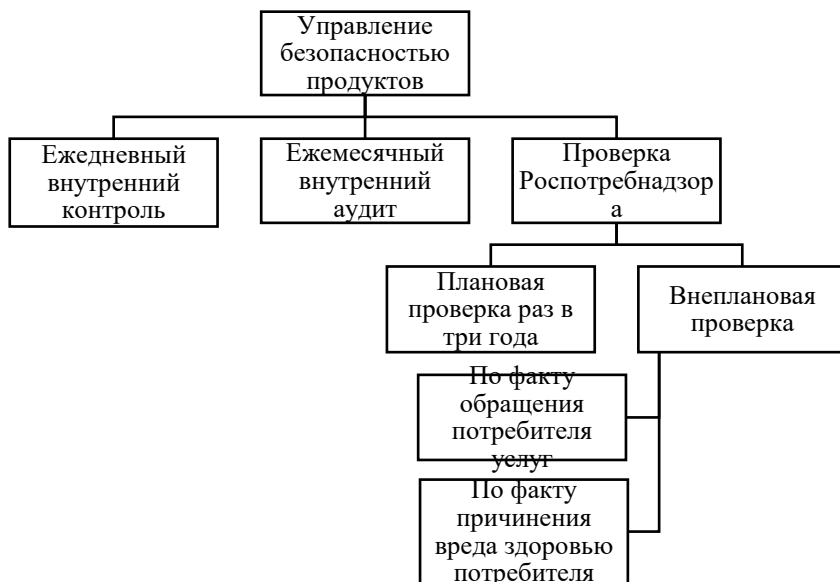 Управление
безопасностью
продуктов
Ежедневный
внутренний
контроль
Ежемесячный
внутренний
аудит
Проверка
Роспотребнадзор
а
Плановая
проверка раз в
три года
Внеплановая
проверка
По факту
обращения
потребителя
услуг
По факту
причинения
вреда здоровью
потребителя